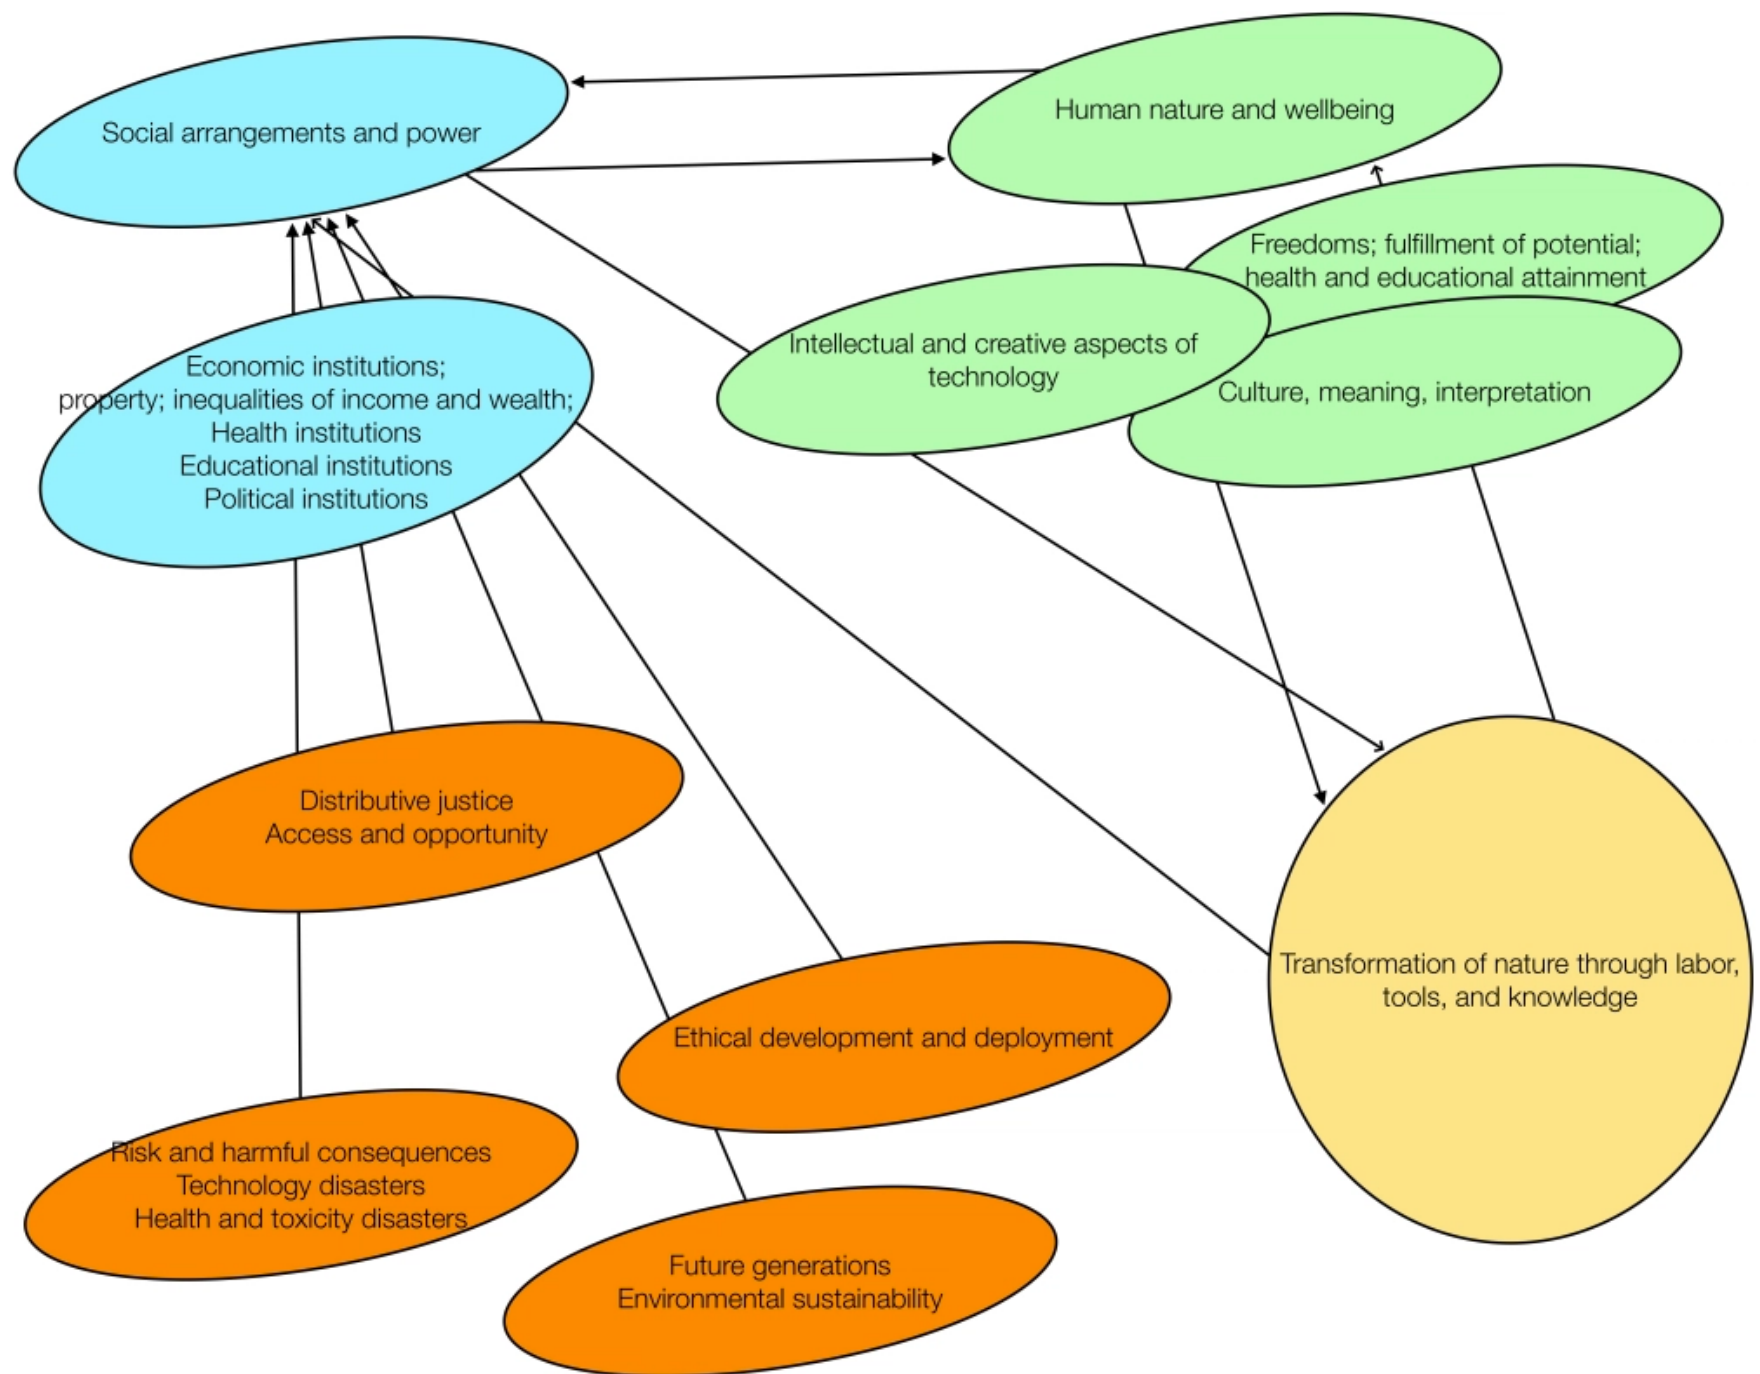 Social arrangements and power
Human nature and wellbeing
Freedoms; fulfillment of potential;
health and educational attainment
Intellectual and creative aspects of
technology
Culture, meaning, interpretation
Economic institutions;
property; inequalities of income and wealth;
Health institutions
Educational institutions
Political institutions
Distributive justice
Access and opportunity
Transformation of nature through labor,
tools, and knowledge
Ethical development and deployment
Risk and harmful consequences
Technology disasters
Health and toxicity disasters
Future generations
Environmental sustainability